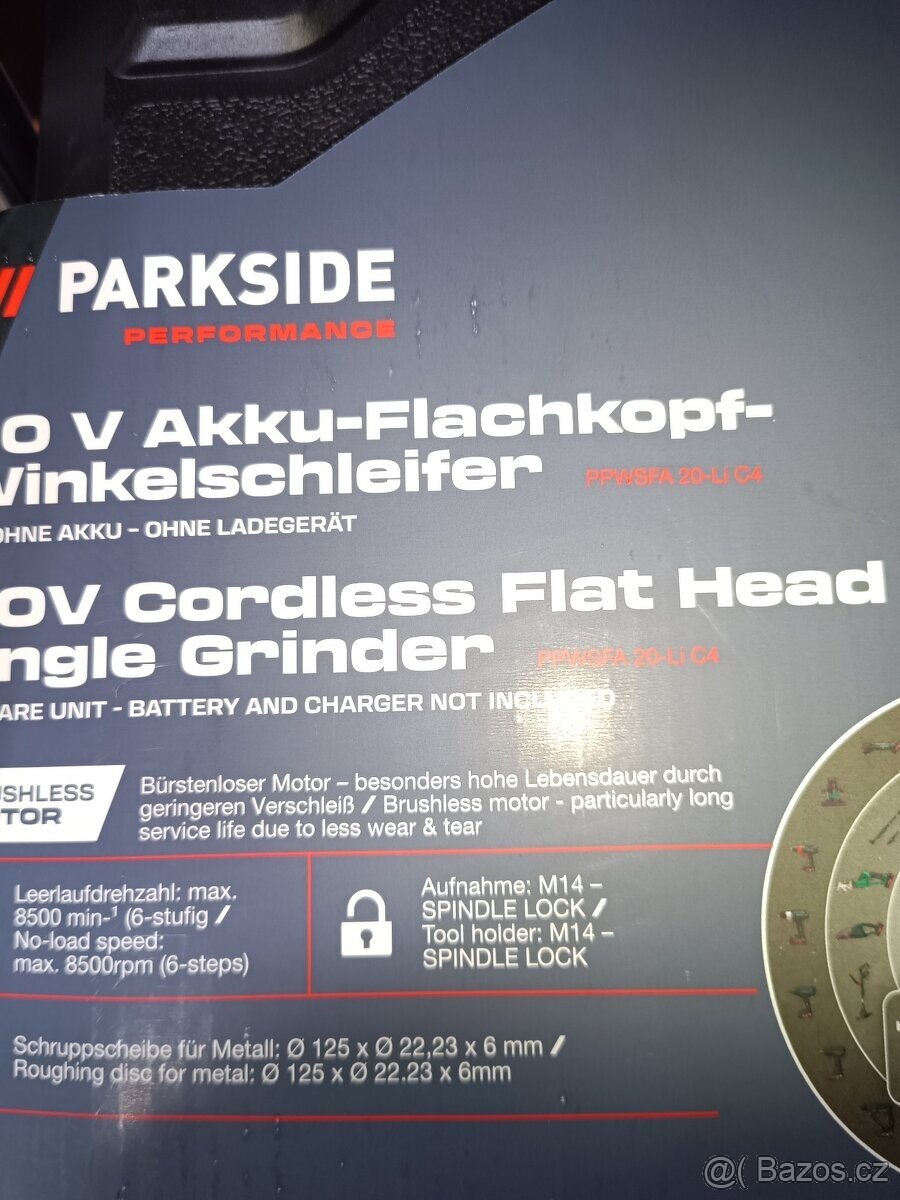 // PARKSIDE
PERFORMANCE
0 V Akku-Flachkopf-
Winkelschleifer PPWSFA 20-Li C4
OHNE AKKU – OHNE LADEGERÄT
0V Cordless Flat Head
ngle Grinder PPWSFA 20-Li C4
ARE UNIT - BATTERY AND CHARGER NOT INCLUDED
USHLESS
TOR
Bürstenloser Motor – besonders hohe Lebensdauer durch
geringeren Verschleiß / Brushless motor - particularly long
service life due to less wear & tear
Leerlaufdrehzahl: max.
8500 min-¹ (6-stufig /
No-load speed:
max. 8500rpm (6-steps)
Aufnahme: M14 –
SPINDLE LOCK /
Tool holder: M14 –
SPINDLE LOCK
Schruppscheibe für Metall: Ø 125 x Ø 22,23 x 6 mm /
Roughing disc for metal: Ø 125 x Ø 22.23 x 6mm
@( Bazos.cz